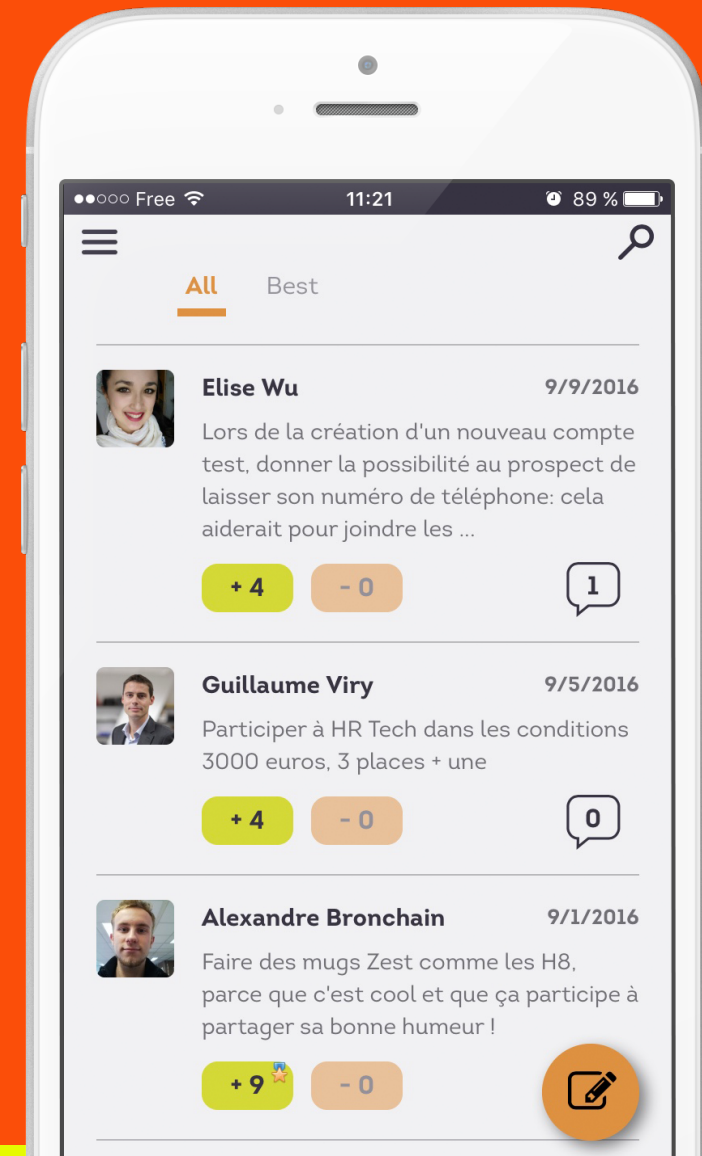 Free 11:21 89 %
All Best
Elise Wu 9/9/2016
Lors de la création d'un nouveau compte
test, donner la possibilité au prospect de
laisser son numéro de téléphone: cela
aiderait pour joindre les ...
+ 4 - 0 1
Guillaume Viry 9/5/2016
Participer à HR Tech dans les conditions
3000 euros, 3 places + une
+ 4 - 0 0
Alexandre Bronchain 9/1/2016
Faire des mugs Zest comme les H8,
parce que c'est cool et que ça participe à
partager sa bonne humeur !
+ 9 - 0